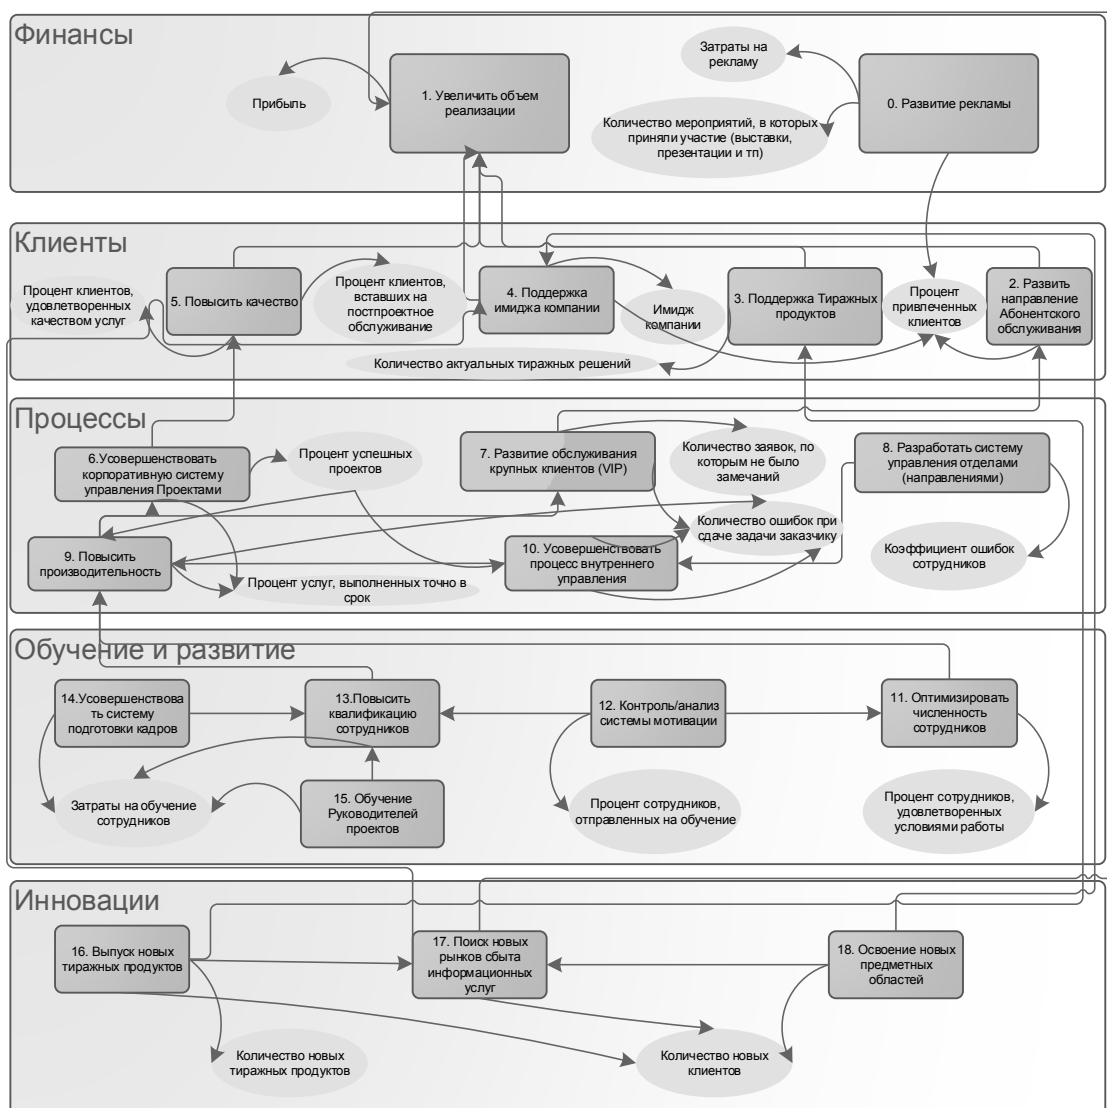 Финансы
Прибыль
1. Увеличить объем
реализации
Затраты на
рекламу
Количество мероприятий, в которых
приняли участие (выставки,
презентации и тп)
0. Развитие рекламы
Клиенты
Процент клиентов,
удовлетворенных
качеством услуг
5. Повысить качество
Процент клиентов,
вставших на
постпроектное
обслуживание
4. Поддержка
имиджа компании
Имидж
компании
3. Поддержка Тиражных
продуктов
Процент
привлеченных
клиентов
2. Развить
направление
Абонентского
обслуживания
Количество актуальных тиражных решений
Процессы
6.Усовершенствовать
корпоративную систему
управления Проектами
Процент успешных
проектов
7. Развитие обслуживания
крупных клиентов (VIP)
Количество заявок, по
которым не было
замечаний
8. Разработать систему
управления отделами
(направлениями)
9. Повысить
производительность
Процент услуг, выполненных точно в
срок
10. Усовершенствовать
процесс внутреннего
управления
Количество ошибок при
сдаче задачи заказчику
Коэффициент ошибок
сотрудников
Обучение и развитие
14.Усовершенствова
ть систему
подготовки кадров
13.Повысить
квалификацию
сотрудников
12. Контроль/анализ
системы мотивации
11. Оптимизировать
численность
сотрудников
Затраты на обучение
сотрудников
15. Обучение
Руководителей
проектов
Процент сотрудников,
отправленных на обучение
Процент сотрудников,
удовлетворенных
условиями работы
Инновации
16. Выпуск новых
тиражных продуктов
17. Поиск новых
рынков сбыта
информационных
услуг
18. Освоение новых
предметных
областей
Количество новых
тиражных продуктов
Количество новых
клиентов